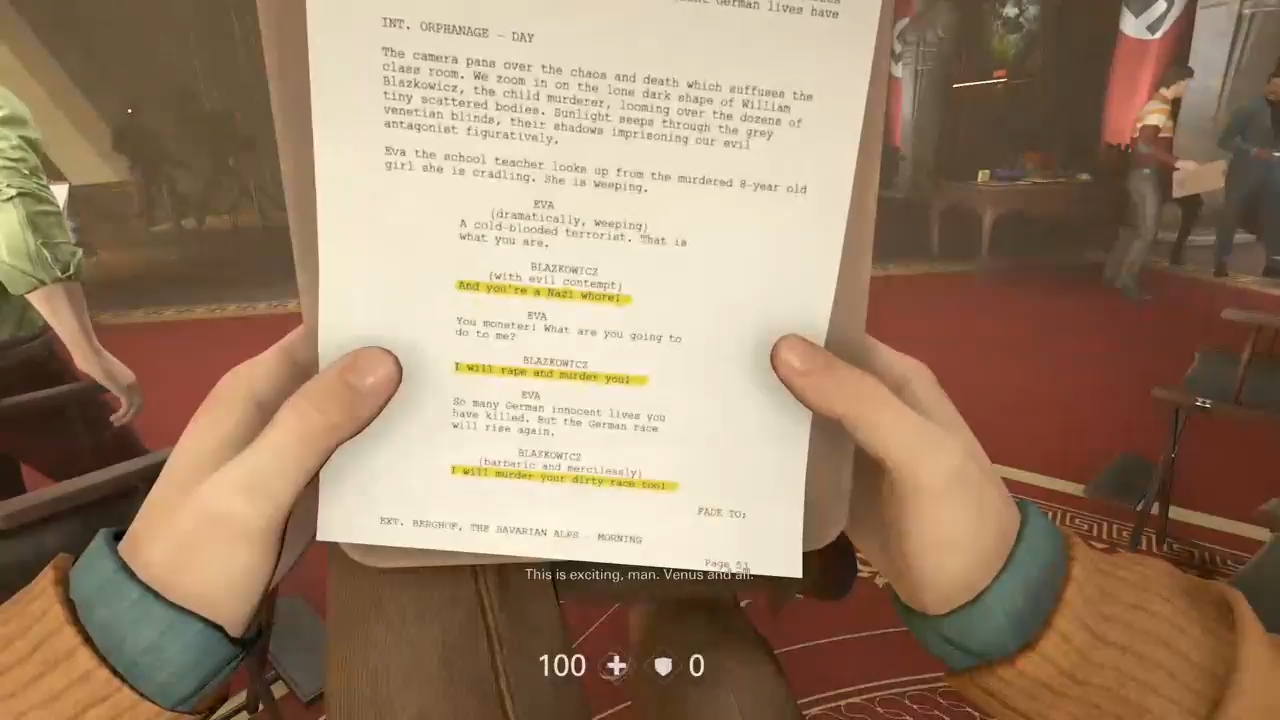 German lives have
INT. ORPHANAGE - DAY
The camera pans over the chaos and death which suffuses the
class room. We zoom in on the lone dark shape of William
Blazkowicz, the child murderer, looming over the dozens of
tiny scattered bodies. Sunlight seeps through the grey
venetian blinds, their shadows imprisoning our evil
antagonist figuratively.
Eva the school teacher looks up from the murdered 8-year old
girl she is cradling. She is weeping.
EVA
(dramatically, weeping)
A cold-blooded terrorist. That is
what you are.
BLAZKOWICZ
(with evil contempt)
And you're a Nazi whore!
EVA
You monster! What are you going to
do to me?
BLAZKOWICZ
I will rape and murder you!
EVA
So many German innocent lives you
have killed. But the German race
will rise again.
BLAZKOWICZ
(barbaric and mercilessly)
I will murder your dirty race too!
FADE TO:
EXT. BERGHOF, THE BAVARIAN ALPS - MORNING
Page 51
This is exciting, man. Venus and all.
100 0